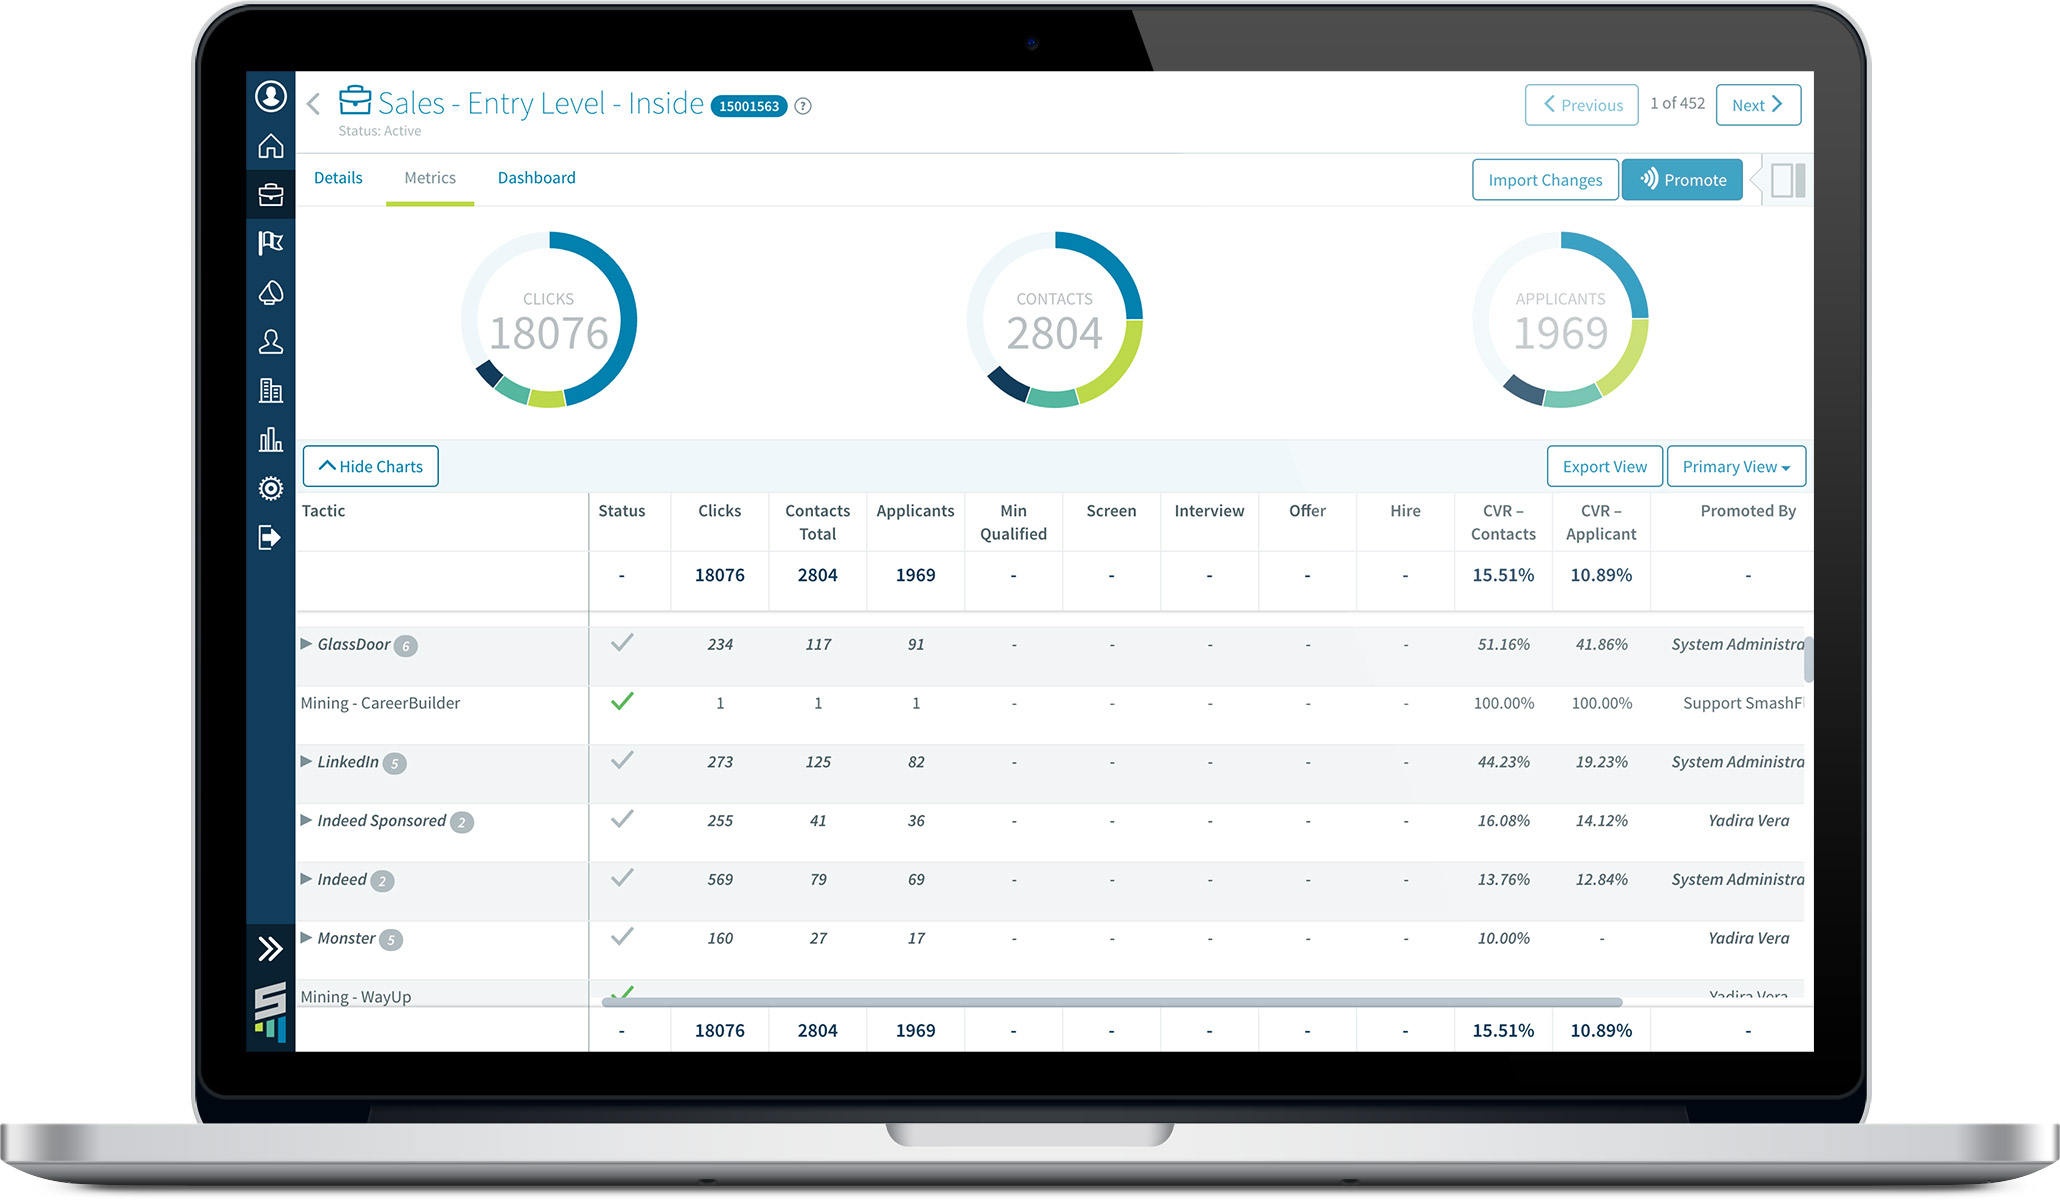 Sales - Entry Level - Inside 15001563 ?
Status: Active
Previous 1 of 452 Next
Details Metrics Dashboard
Import Changes Promote
CLICKS
18076
CONTACTS
2804
APPLICANTS
1969
Hide Charts
Export View Primary View
Tactic Status Clicks Contacts Total Applicants Min Qualified Screen Interview Offer Hire CVR – Contacts CVR – Applicant Promoted By
- 18076 2804 1969 - - - - - 15.51% 10.89% -
GlassDoor 6 234 117 91 - - - - - 51.16% 41.86% System Administra
Mining - CareerBuilder 1 1 1 - - - - - 100.00% 100.00% Support SmashF
LinkedIn 5 273 125 82 - - - - - 44.23% 19.23% System Administra
Indeed Sponsored 2 255 41 36 - - - - - 16.08% 14.12% Yadira Vera
Indeed 2 569 79 69 - - - - - 13.76% 12.84% System Administra
Monster 5 160 27 17 - - - - - 10.00% - Yadira Vera
Mining - WayUp Yadira Vera
- 18076 2804 1969 - - - - - 15.51% 10.89% -